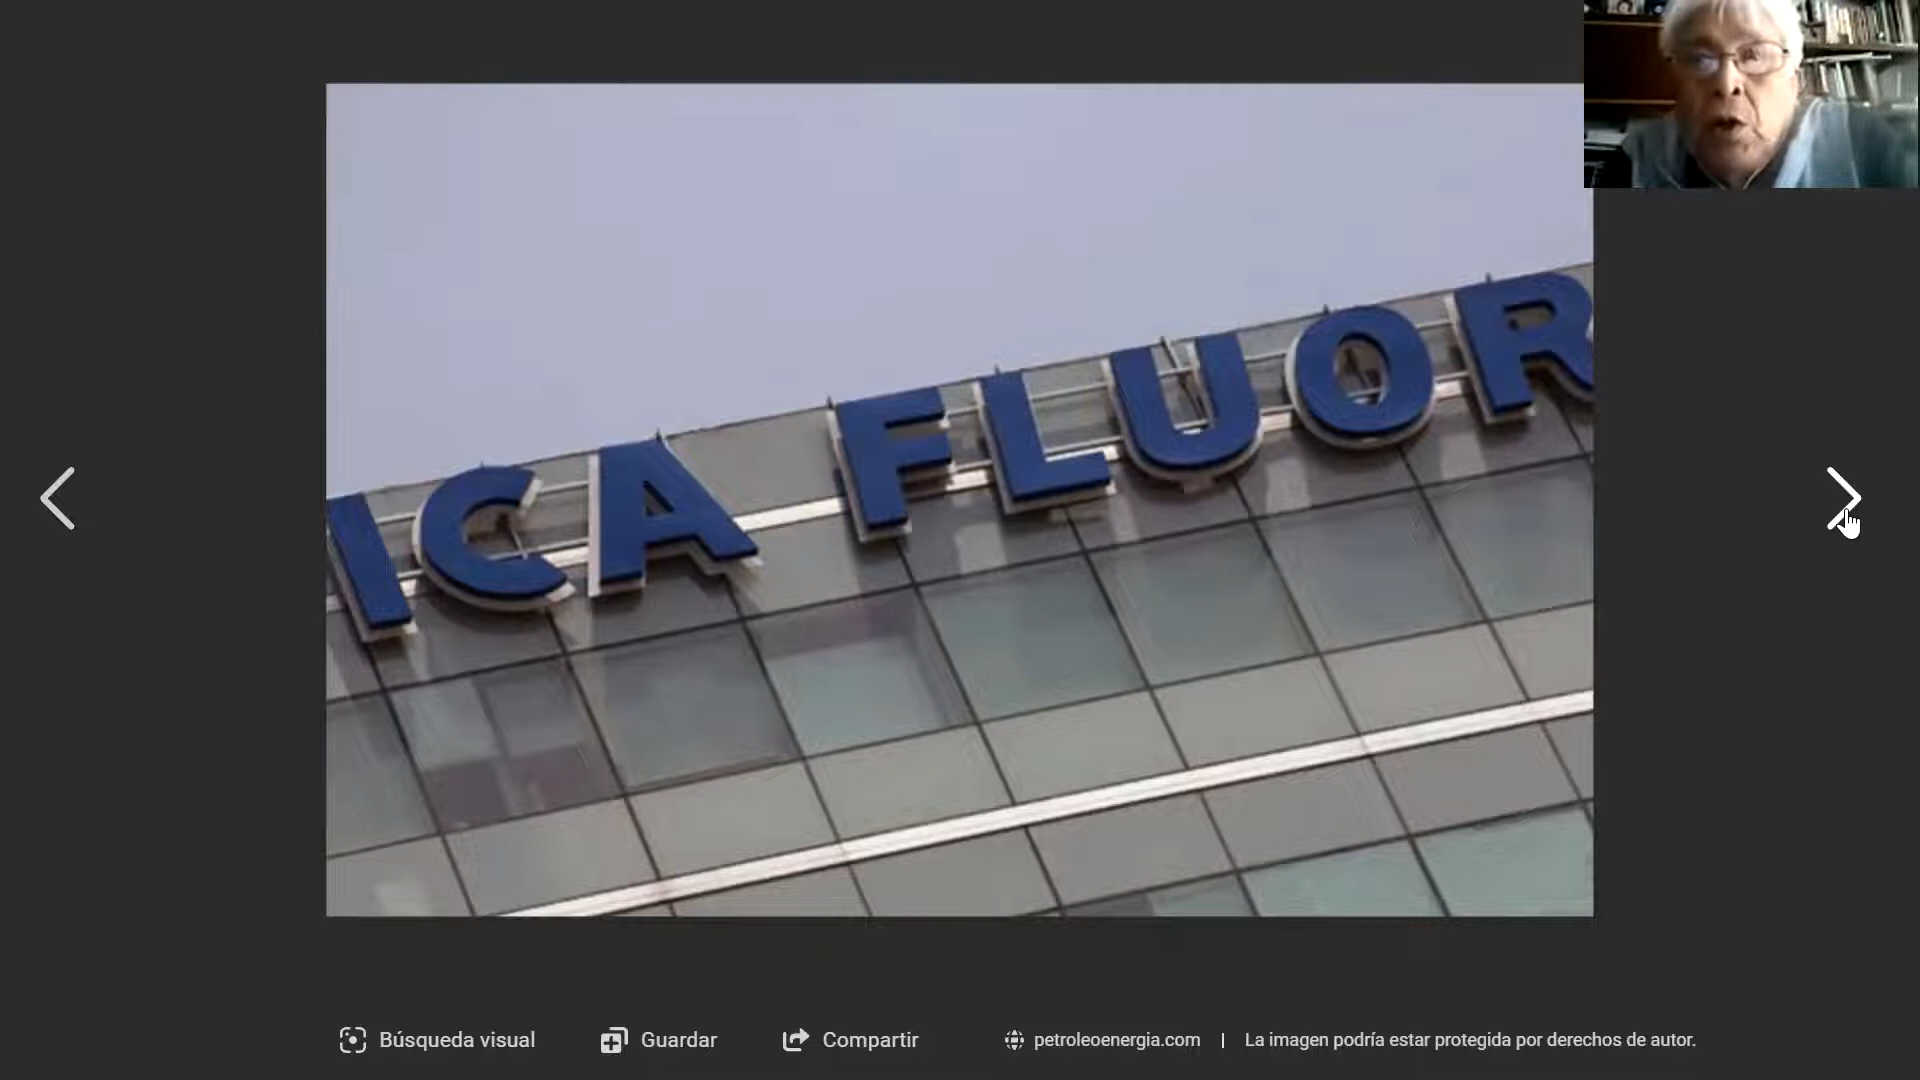 ICA FLUOR
Búsqueda visual
Guardar
Compartir
petroleoenergia.com | La imagen podría estar protegida por derechos de autor.